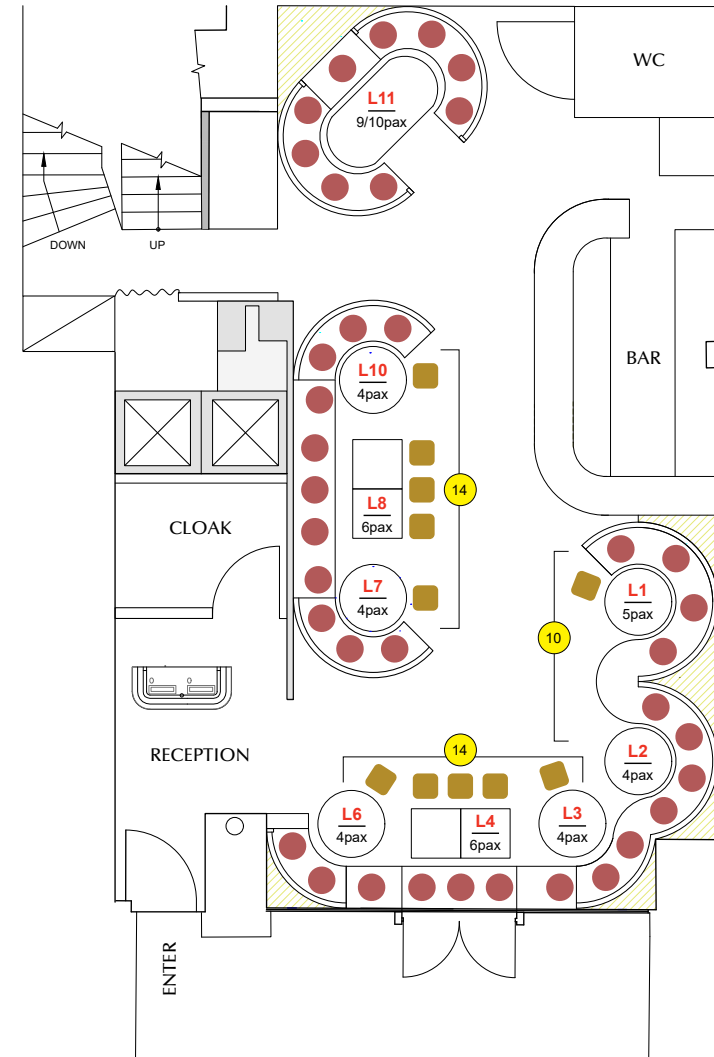 WC
L11
9/10pax
DOWN
UP
BAR
L10
4pax
14
L8
6pax
CLOAK
L7
4pax
L1
5pax
10
RECEPTION
14
L2
4pax
L6
4pax
L4
6pax
L3
4pax
ENTER